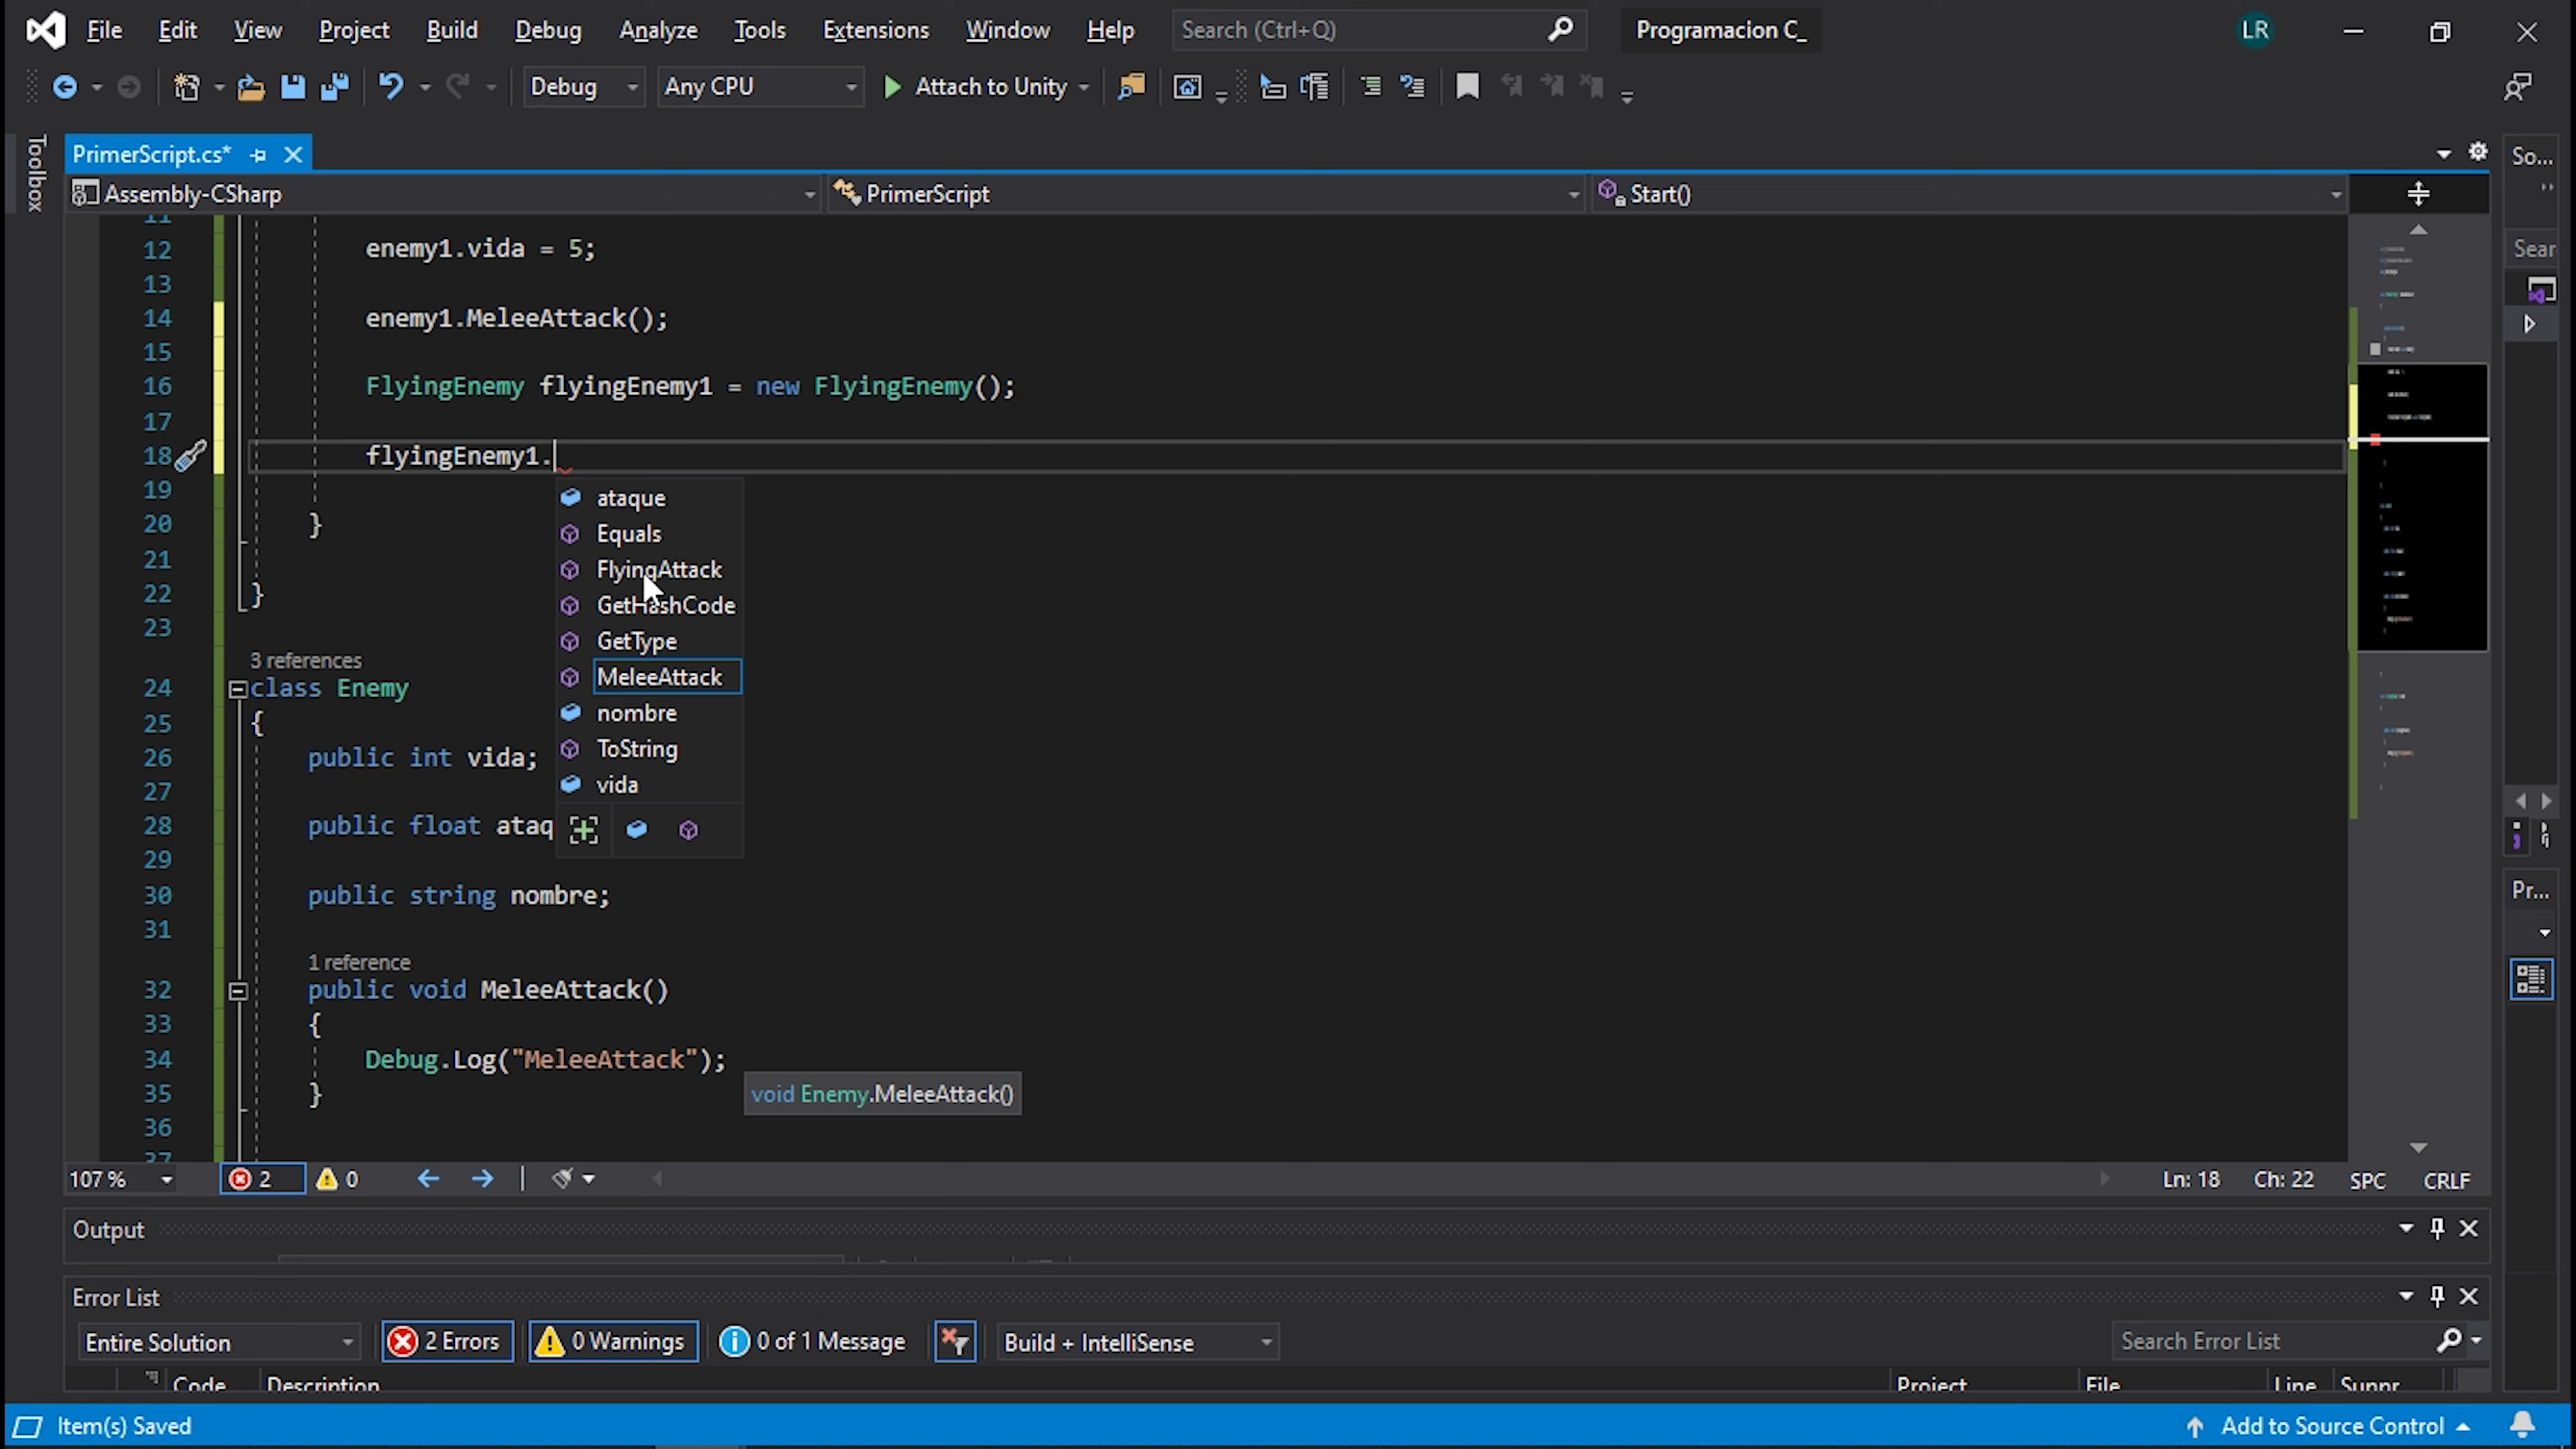 File Edit View Project Build Debug Analyze Tools Extensions Window Help Search (Ctrl+Q) Programacion C_ LR
Debug Any CPU Attach to Unity
Toolbox
PrimerScript.cs*
So...
Assembly-CSharp PrimerScript Start()
11
12 enemy1.vida = 5;
Sear
13
14 enemy1.MeleeAttack();
15
16 FlyingEnemy flyingEnemy1 = new FlyingEnemy();
17
18 flyingEnemy1.
19
ataque
20 }
Equals
21
FlyingAttack
22 }
GetHashCode
23
GetType
3 references
24 class Enemy
MeleeAttack
25 {
nombre
26 public int vida;
ToString
27
vida
28 public float ataq
29
30 public string nombre;
Pr...
31
1 reference
32 public void MeleeAttack()
33 {
34 Debug.Log("MeleeAttack");
35 }
void Enemy.MeleeAttack()
36
37
107 % 2 0 Ln: 18 Ch: 22 SPC CRLF
Output
Error List
Entire Solution 2 Errors 0 Warnings 0 of 1 Message Build + IntelliSense Search Error List
Code Description Project File Line Suppr
Item(s) Saved Add to Source Control